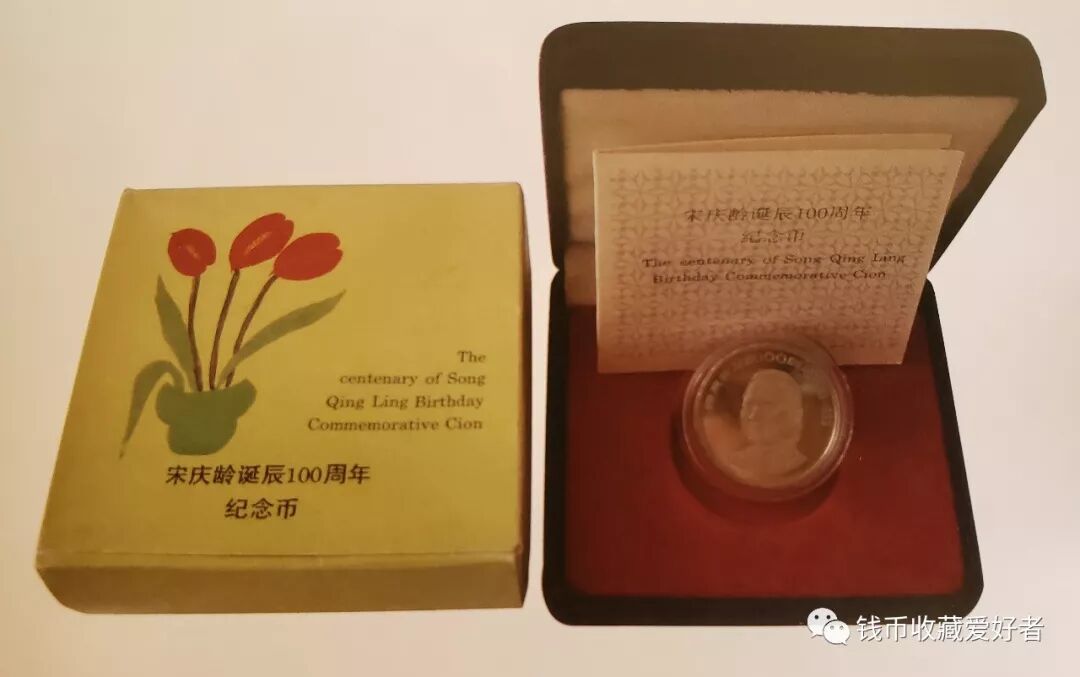 The
centenary of Song
Qing Ling Birthday
Commemorative Cion
宋庆龄诞辰100周年
纪念币
宋庆龄诞辰100周年
纪念币
The centenary of Song Qing Lang
Birthday Commemorative Cion
钱币收藏爱好者